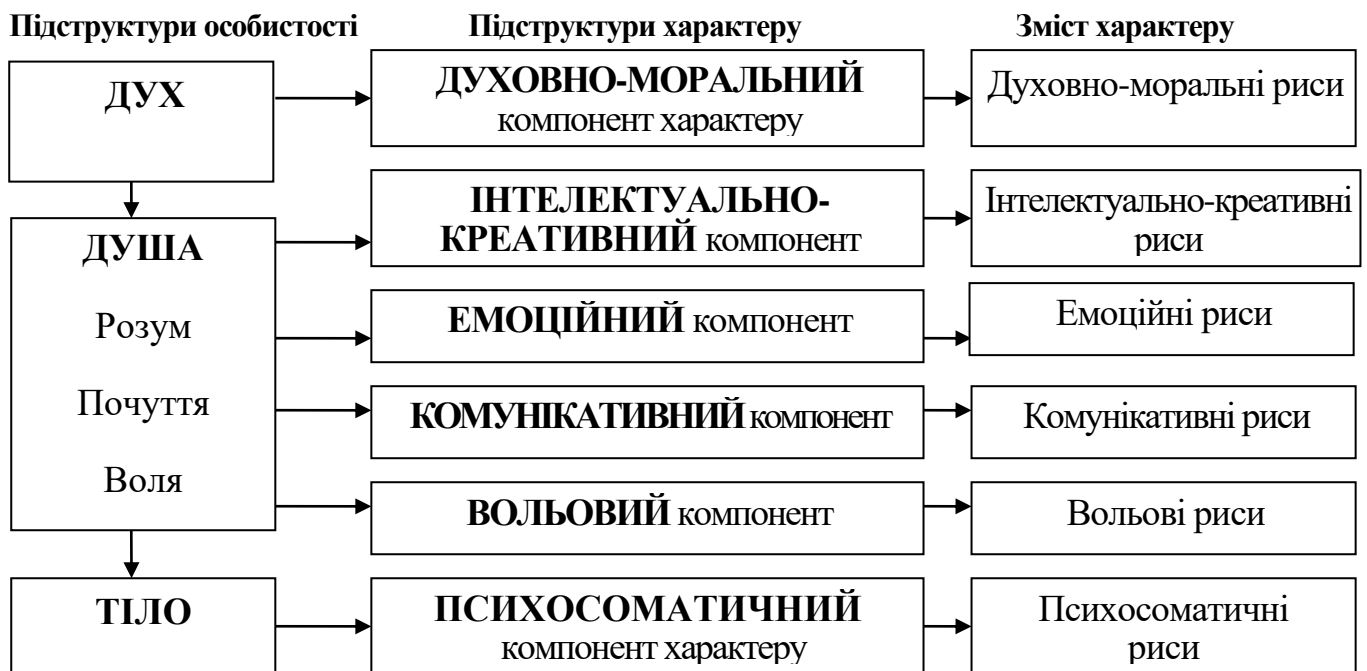 Підструктури особистості Підструктури характеру Зміст характеру
ДУХ
ДУХОВНО-МОРАЛЬНИЙ
компонент характеру
Духовно-моральні риси
ІНТЕЛЕКТУАЛЬНО-
КРЕАТИВНИЙ компонент
Інтелектуально-креативні
риси
ДУША
Розум
Почуття
Воля
ЕМОЦІЙНИЙ компонент
Емоційні риси
КОМУНІКАТИВНИЙ компонент
Комунікативні риси
ВОЛЬОВИЙ компонент
Вольові риси
ТІЛО
ПСИХОСОМАТИЧНИЙ
компонент характеру
Психосоматичні
риси